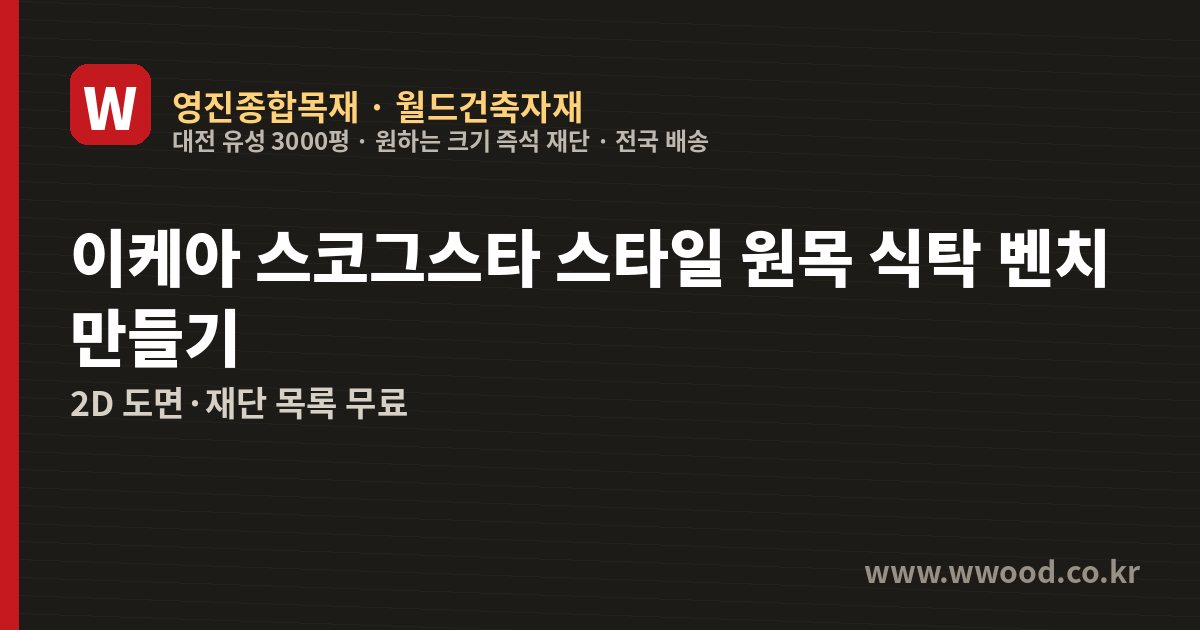 W
영진종합목재 · 월드건축자재
대전 유성 3000평 · 원하는 크기 즉석 재단 · 전국 배송
이케아 스코그스타 스타일 원목 식탁 벤치
만들기
2D 도면·재단 목록 무료
www.wwood.co.kr